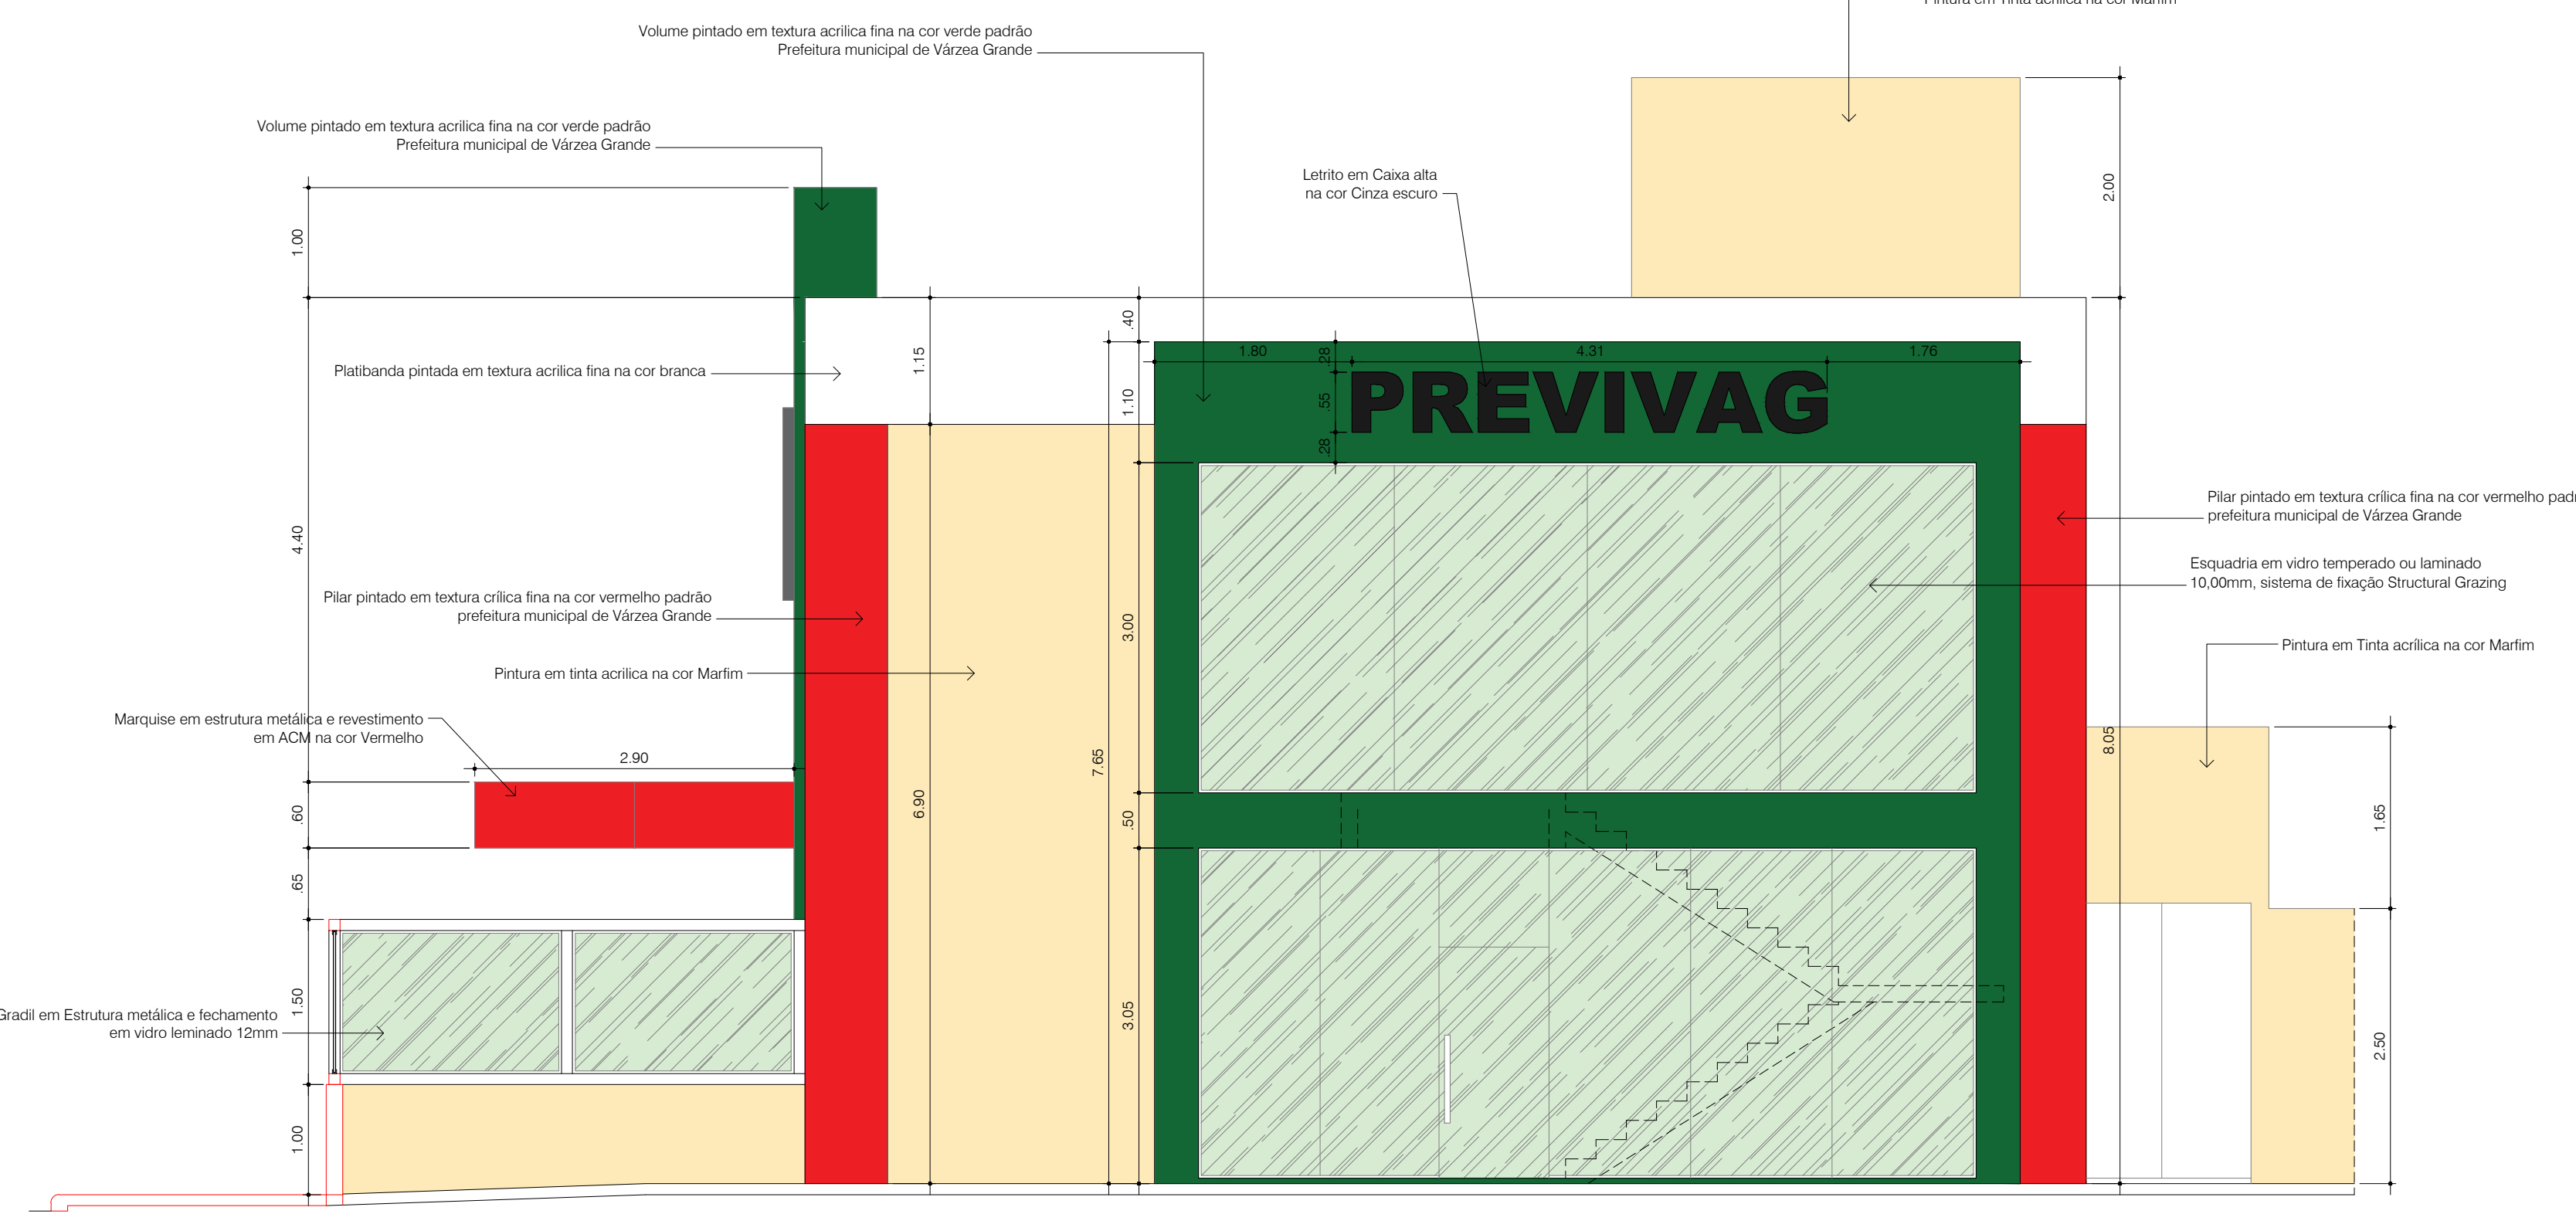 Pintura em Tinta acrílica na cor Marfim
Volume pintado em textura acrilica fina na cor verde padrão
Prefeitura municipal de Várzea Grande
Volume pintado em textura acrilica fina na cor verde padrão
Prefeitura municipal de Várzea Grande
Letrito em Caixa alta
na cor Cinza escuro
2.00
1.00
.40
1.15
1.80
.28
4.31
1.76
Platibanda pintada em textura acrilica fina na cor branca
1.10
.55
PREVIVAG
.28
4.40
Pilar pintado em textura crílica fina na cor vermelho padr
prefeitura municipal de Várzea Grande
Esquadria em vidro temperado ou laminado
10,00mm, sistema de fixação Structural Grazing
Pilar pintado em textura crílica fina na cor vermelho padrão
prefeitura municipal de Várzea Grande
3.00
Pintura em Tinta acrílica na cor Marfim
Pintura em tinta acrilica na cor Marfim
Marquise em estrutura metálica e revestimento
em ACM na cor Vermelho
2.90
7.65
8.05
.60
6.90
.50
1.65
.65
1.50
Gradil em Estrutura metálica e fechamento
em vidro leminado 12mm
3.05
2.50
1.00